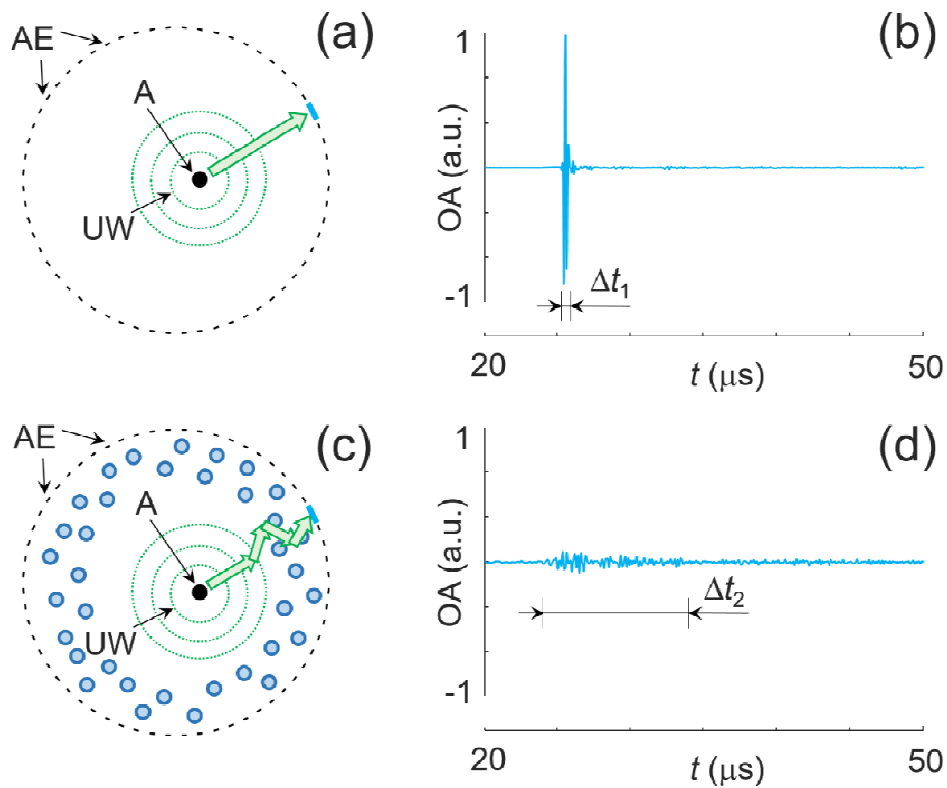 (a)
AE
A
UW
(b)
1
OA (a.u.)
-1
Δt₁
20
t (μs)
50
(c)
AE
A
UW
(d)
1
OA (a.u.)
-1
Δt₂
20
t (μs)
50